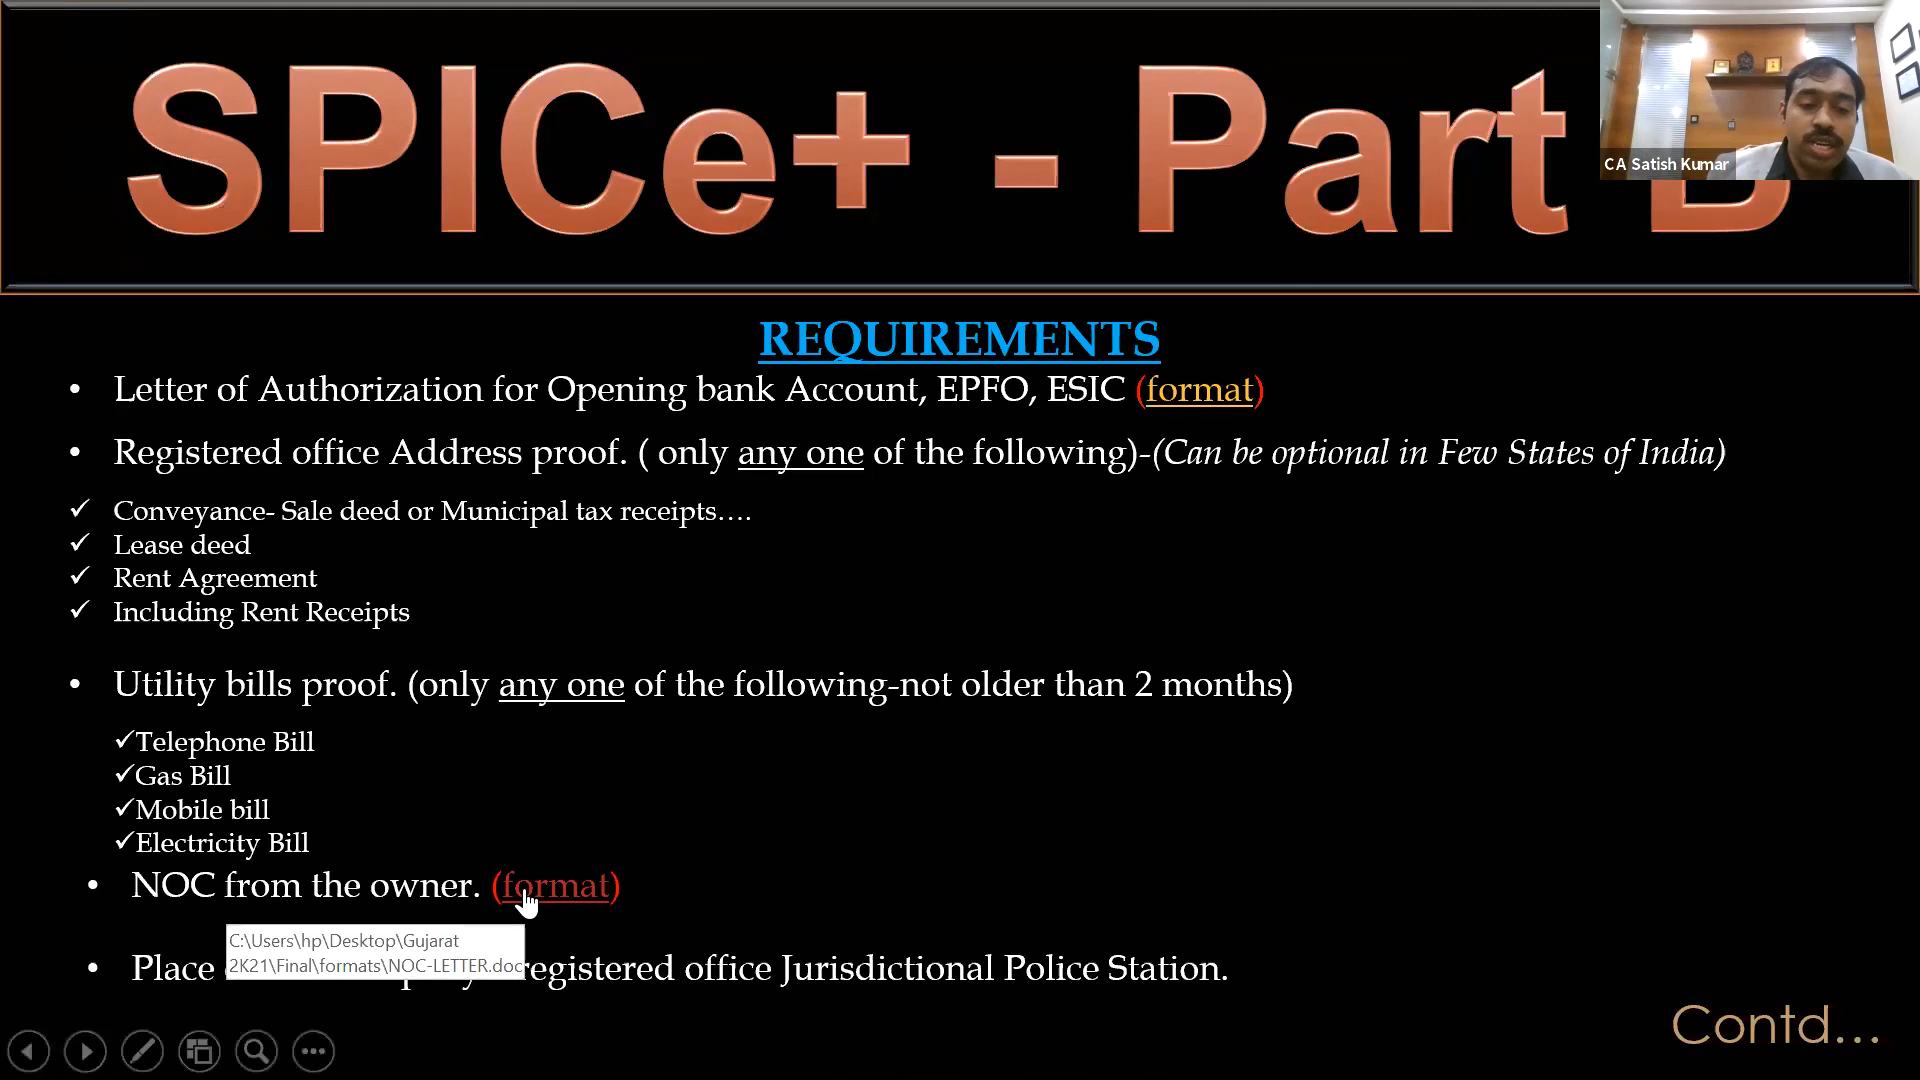 SPICe+ - Part B
CA Satish Kumar
REQUIREMENTS
• Letter of Authorization for Opening bank Account, EPFO, ESIC (format)
• Registered office Address proof. ( only any one of the following)-(Can be optional in Few States of India)
✓ Conveyance- Sale deed or Municipal tax receipts….
✓ Lease deed
✓ Rent Agreement
✓ Including Rent Receipts
• Utility bills proof. (only any one of the following-not older than 2 months)
✓Telephone Bill
✓Gas Bill
✓Mobile bill
✓Electricity Bill
• NOC from the owner. (format)
C:\Users\hp\Desktop\Gujarat
2K21\Final\formats\NOC-LETTER.doc
• Place registered office Jurisdictional Police Station.
Contd…